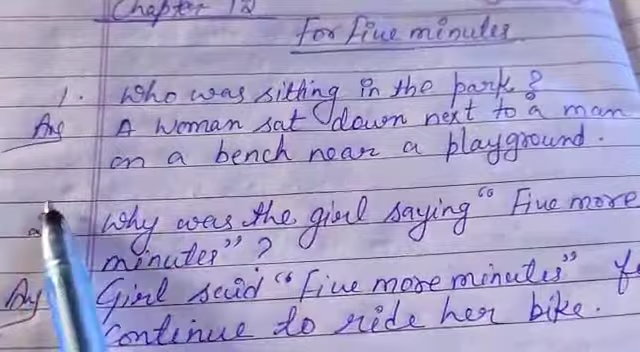 Chapter 12
For Five minutes
1. Who was sitting in the park?
Ans A woman sat down next to a man
on a bench near a playground.
Why was the girl saying "Five more
minutes"?
Ans Girl said "Five more minutes"
continue to ride her bike.